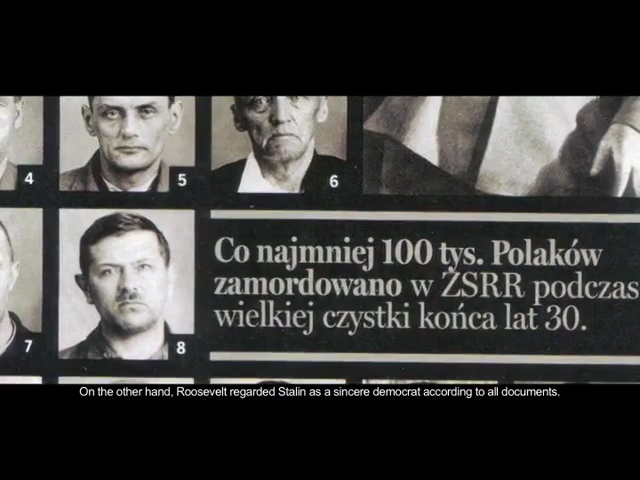 4
5
6
Co najmniej 100 tys. Polaków
zamordowano w ZSRR podczas
wielkiej czystki końca lat 30.
7
8
On the other hand, Roosevelt regarded Stalin as a sincere democrat according to all documents.